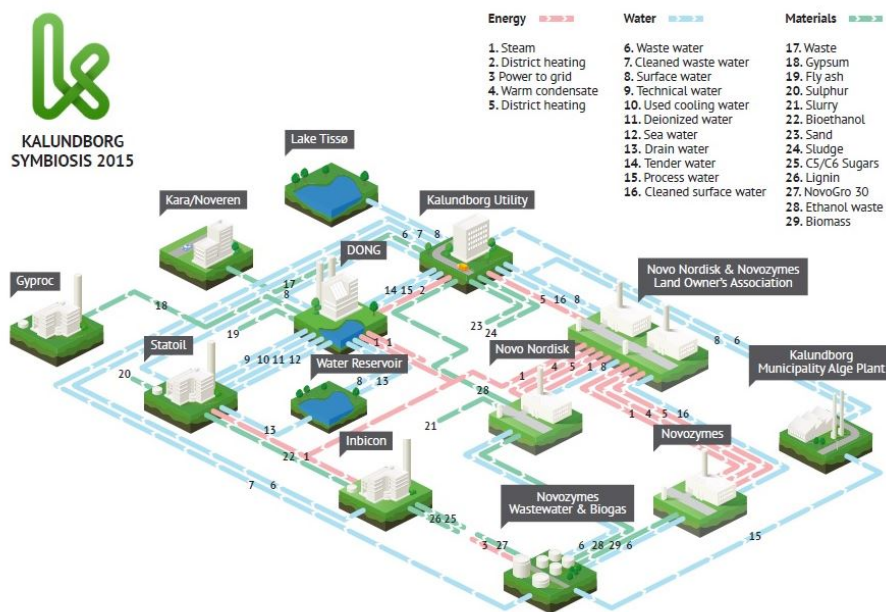 KALUNDBORG
SYMBIOSIS 2015
Energy
1. Steam
2. District heating
3 Power to grid
4. Warm condensate
5. District heating
Water
6. Waste water
7. Cleaned waste water
8. Surface water
9. Technical water
10. Used cooling water
11. Deionized water
12. Sea water
13. Drain water
14. Tender water
15. Process water
16. Cleaned surface water
Materials
17. Waste
18. Gypsum
19. Fly ash
20. Sulphur
21. Slurry
22. Bioethanol
23. Sand
24. Sludge
25. C5/C6 Sugars
26. Lignin
27. NovoGro 30
28. Ethanol waste
29. Biomass
Lake Tissø
Kara/Noveren
Kalundborg Utility
6 7 8
DONG
Gyproc
17
8
14 15 2
Novo Nordisk & Novozymes
Land Owner's Association
5 16 8
18
19
23
24
8 6
Statoil
1 1
9 10 11 12
Water Reservoir
Novo Nordisk
4 5 1 8
1
Kalundborg
Municipality Alge Plant
20
8 13
28
21
1 4 5 16
13
Inbicon
22 1
Novozymes
7 6
26 25
Novozymes
Wastewater & Biogas
3 27
6 28 29 6
15